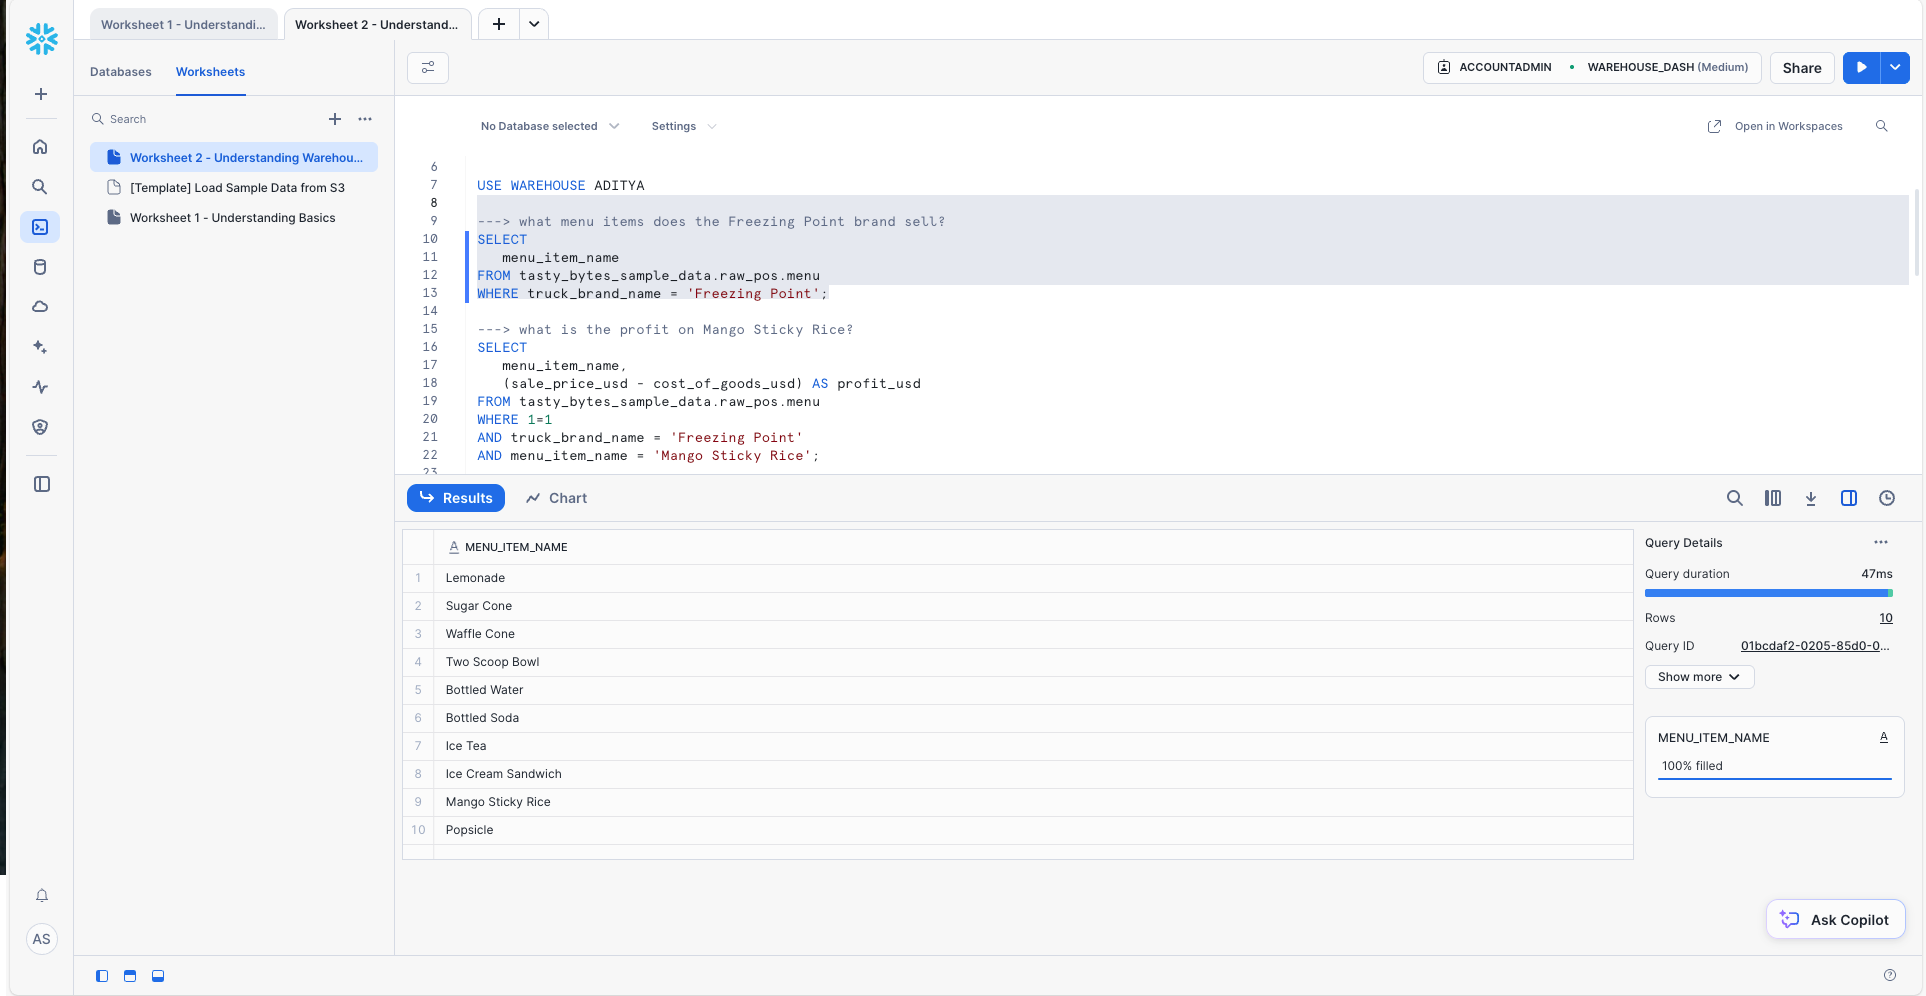 Worksheet 1 - Understandi...
Worksheet 2 - Understand...
Databases
Worksheets
ACCOUNTADMIN
WAREHOUSE_DASH (Medium)
Share
Search
Worksheet 2 - Understanding Warehou...
[Template] Load Sample Data from S3
Worksheet 1 - Understanding Basics
No Database selected
Settings
Open in Workspaces
6
7 USE WAREHOUSE ADITYA
8
9 ---> what menu items does the Freezing Point brand sell?
10 SELECT
11 menu_item_name
12 FROM tasty_bytes_sample_data.raw_pos.menu
13 WHERE truck_brand_name = 'Freezing Point';
14
15 ---> what is the profit on Mango Sticky Rice?
16 SELECT
17 menu_item_name,
18 (sale_price_usd - cost_of_goods_usd) AS profit_usd
19 FROM tasty_bytes_sample_data.raw_pos.menu
20 WHERE 1=1
21 AND truck_brand_name = 'Freezing Point'
22 AND menu_item_name = 'Mango Sticky Rice';
23
Results
Chart
A MENU_ITEM_NAME
1 Lemonade
2 Sugar Cone
3 Waffle Cone
4 Two Scoop Bowl
5 Bottled Water
6 Bottled Soda
7 Ice Tea
8 Ice Cream Sandwich
9 Mango Sticky Rice
10 Popsicle
Query Details
Query duration 47ms
Rows 10
Query ID 01bcdaf2-0205-85d0-0...
Show more
MENU_ITEM_NAME A
100% filled
Ask Copilot
AS